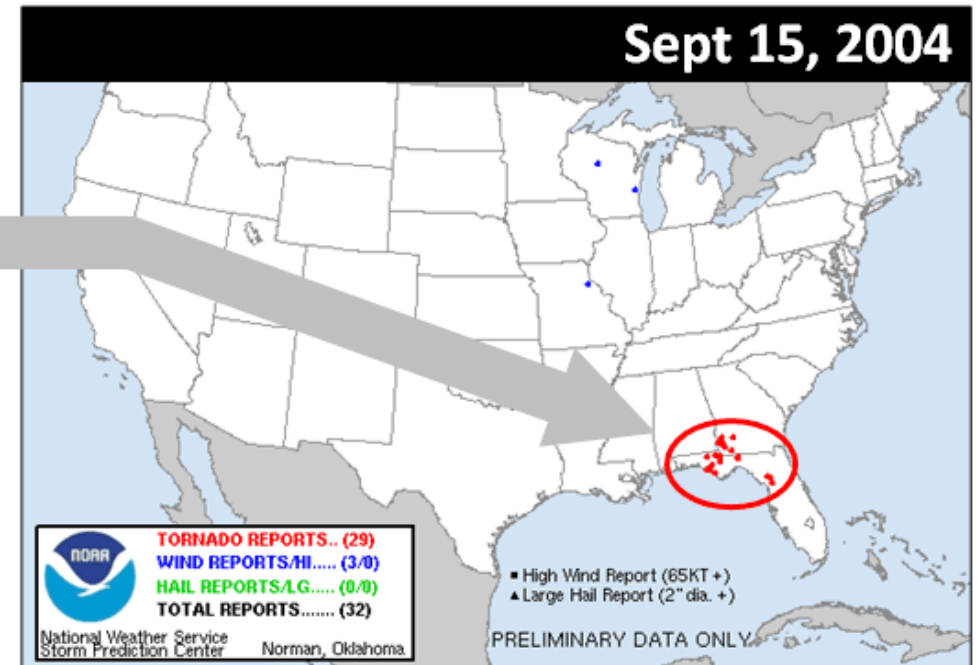 Sept 15, 2004
NOAA
TORNADO REPORTS.. (29)
WIND REPORTS/HI..... (3/0)
HAIL REPORTS/LG..... (0/0)
TOTAL REPORTS....... (32)
National Weather Service
Storm Prediction Center
Norman, Oklahoma
■ High Wind Report (65KT +)
▲ Large Hail Report (2" dia. +)
PRELIMINARY DATA ONLY